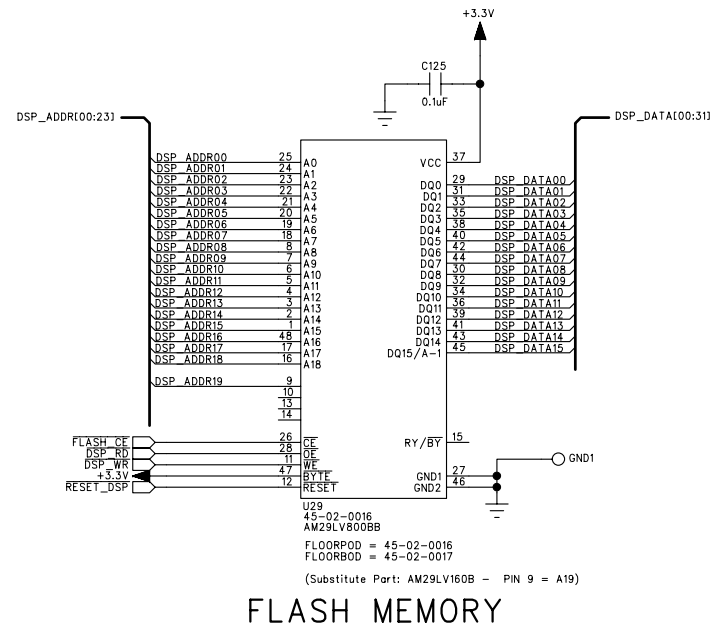 +3.3V
C125
0.1uF
DSP_ADDR[00:23]
DSP_DATA[00:31]
DSP_ADDR00 25 A0
DSP_ADDR01 24 A1
DSP_ADDR02 23 A2
DSP_ADDR03 22 A3
DSP_ADDR04 21 A4
DSP_ADDR05 20 A5
DSP_ADDR06 19 A6
DSP_ADDR07 18 A7
DSP_ADDR08 8 A8
DSP_ADDR09 7 A9
DSP_ADDR10 6 A10
DSP_ADDR11 5 A11
DSP_ADDR12 4 A12
DSP_ADDR13 3 A13
DSP_ADDR14 2 A14
DSP_ADDR15 1 A15
DSP_ADDR16 48 A16
DSP_ADDR17 17 A17
DSP_ADDR18 16 A18
DSP_ADDR19 9
10
13
14
FLASH_CE 26 CE
DSP_RD 28 OE
DSP_WR 11 WE
+3.3V 47 BYTE
RESET_DSP 12 RESET
VCC 37
DQ0 29 DSP_DATA00
DQ1 31 DSP_DATA01
DQ2 33 DSP_DATA02
DQ3 35 DSP_DATA03
DQ4 38 DSP_DATA04
DQ5 40 DSP_DATA05
DQ6 42 DSP_DATA06
DQ7 44 DSP_DATA07
DQ8 30 DSP_DATA08
DQ9 32 DSP_DATA09
DQ10 34 DSP_DATA10
DQ11 36 DSP_DATA11
DQ12 39 DSP_DATA12
DQ13 41 DSP_DATA13
DQ14 43 DSP_DATA14
DQ15/A-1 45 DSP_DATA15
RY/BY 15
GND1 27
GND2 46
GND1
U29
45-02-0016
AM29LV800BB
FLOORPOD = 45-02-0016
FLOORBOD = 45-02-0017
(Substitute Part: AM29LV160B - PIN 9 = A19)
FLASH MEMORY